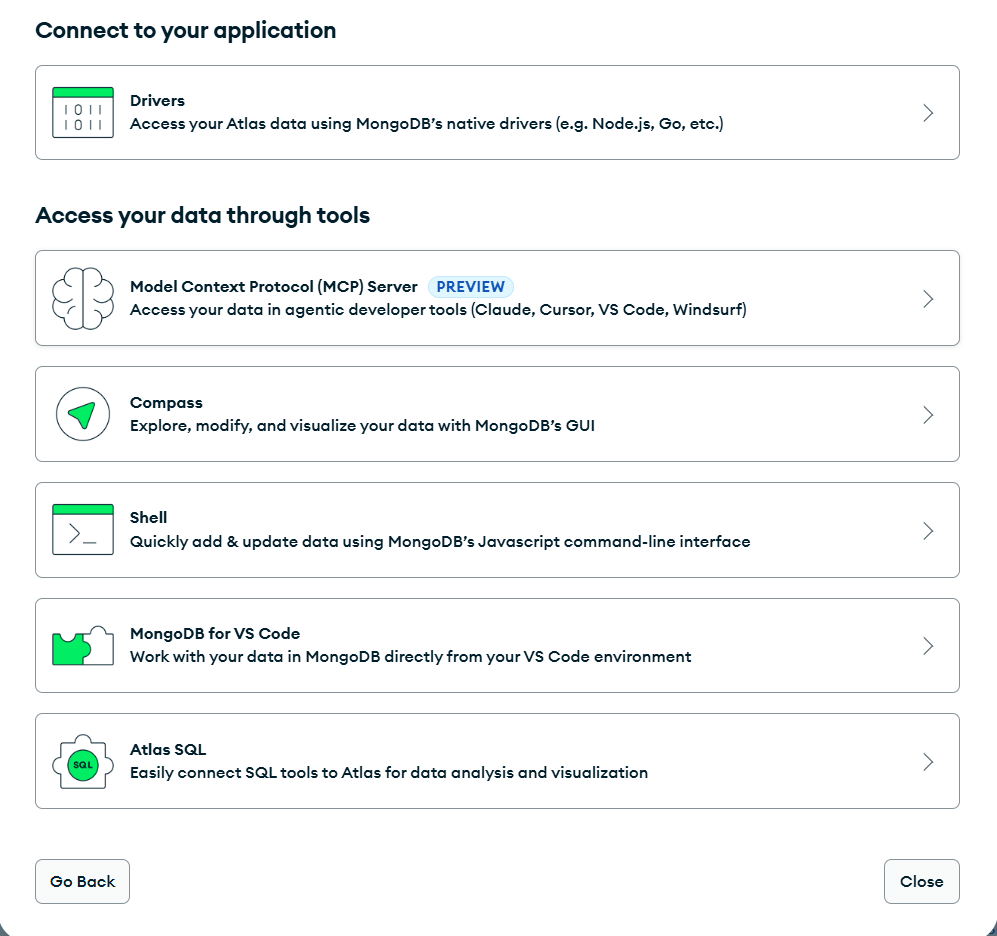 Connect to your application
1011
1011
Drivers
Access your Atlas data using MongoDB’s native drivers (e.g. Node.js, Go, etc.)
Access your data through tools
Model Context Protocol (MCP) Server PREVIEW
Access your data in agentic developer tools (Claude, Cursor, VS Code, Windsurf)
Compass
Explore, modify, and visualize your data with MongoDB’s GUI
Shell
Quickly add & update data using MongoDB’s Javascript command-line interface
MongoDB for VS Code
Work with your data in MongoDB directly from your VS Code environment
SQL
Atlas SQL
Easily connect SQL tools to Atlas for data analysis and visualization
Go Back
Close